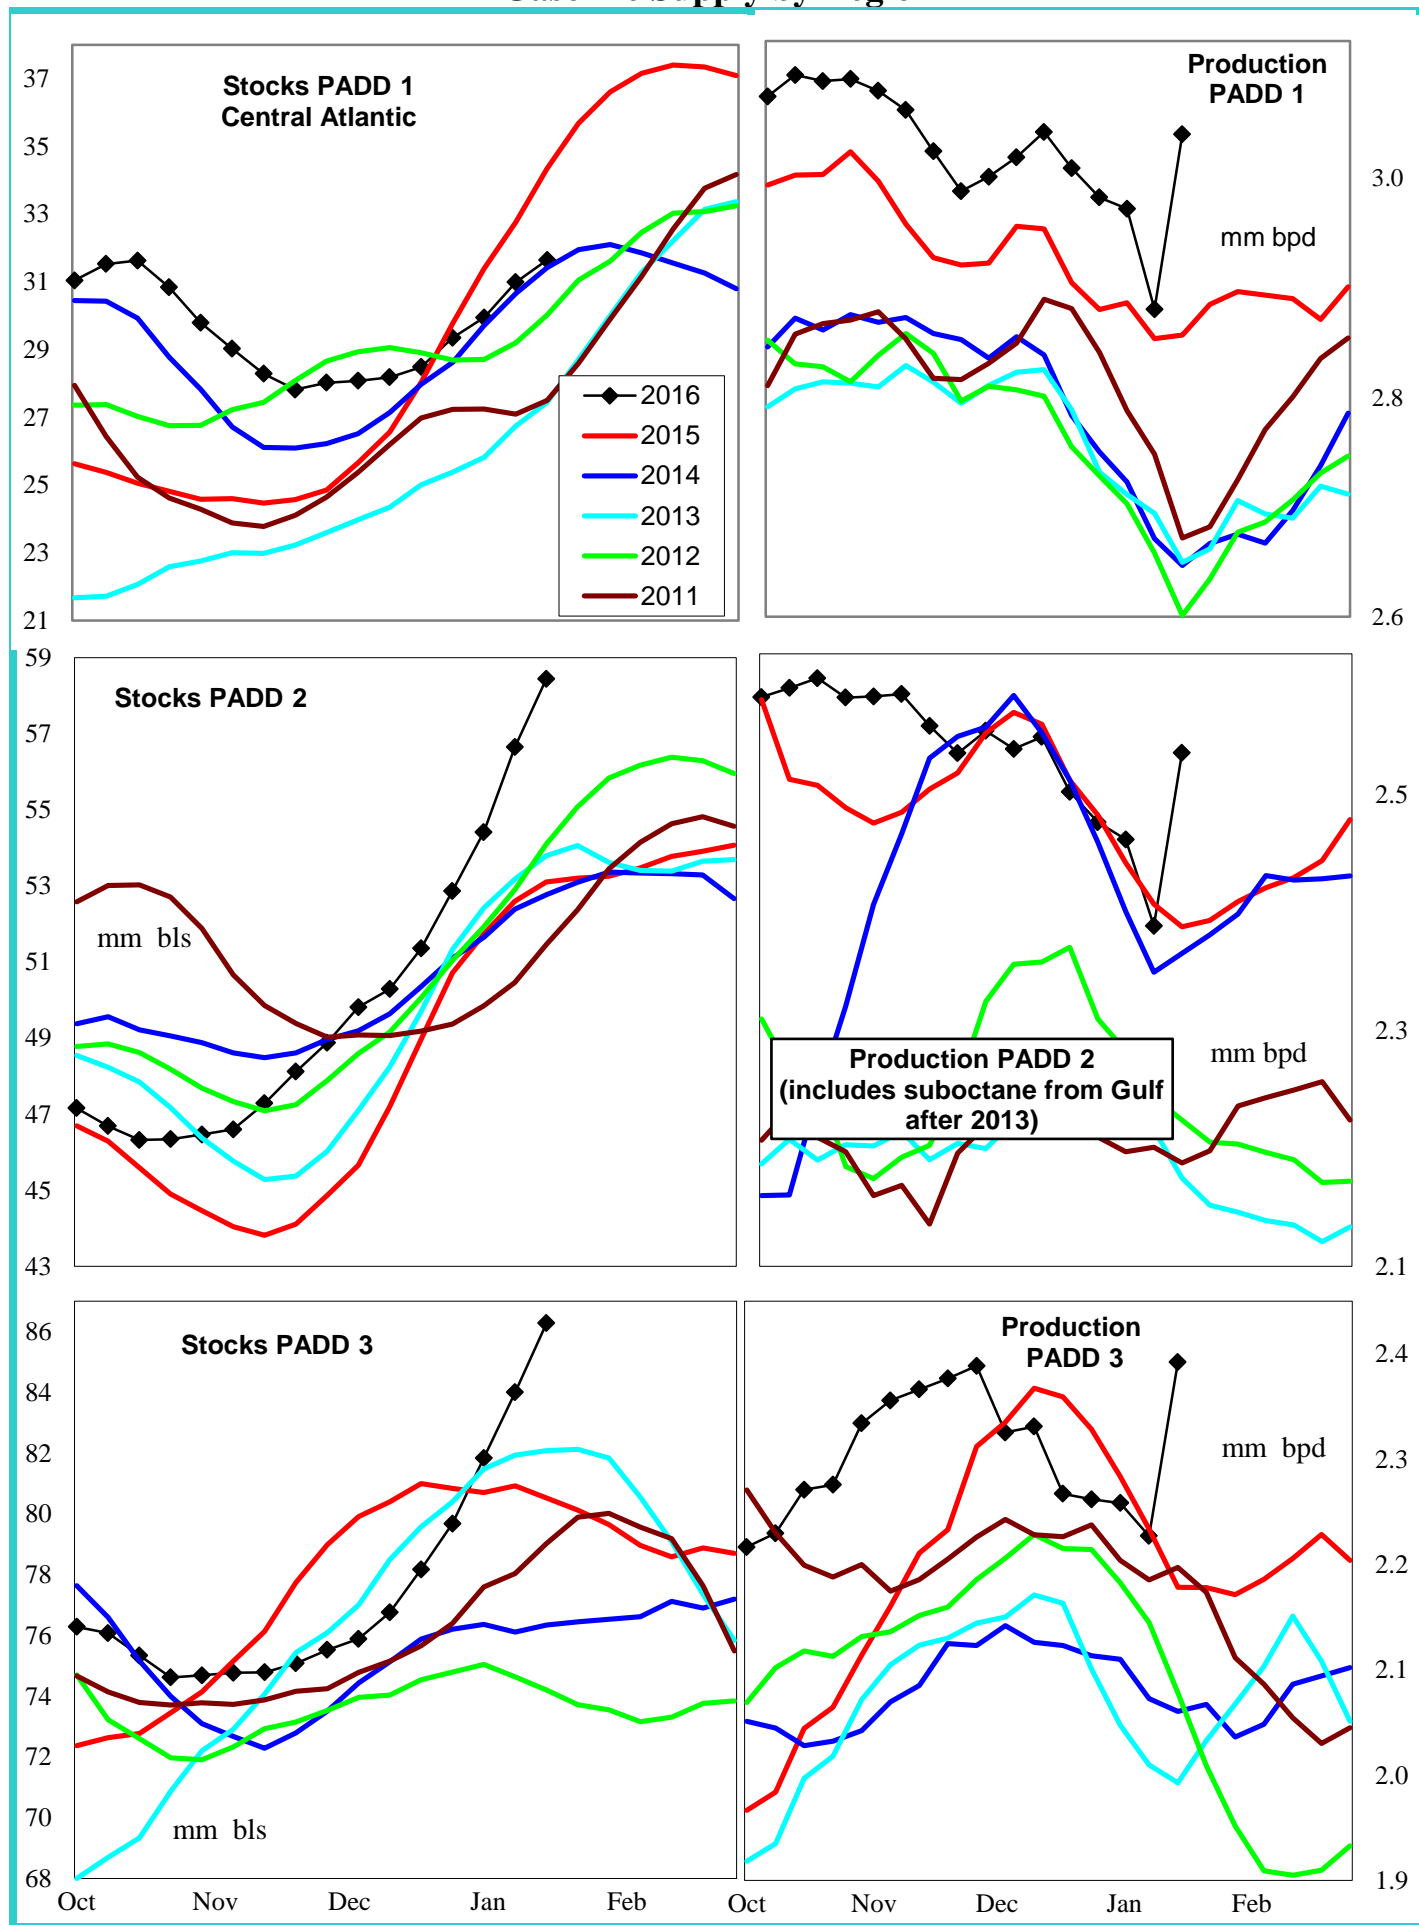 Stocks PADD 1
Central Atlantic
37
35
33
31
29
27
25
23
21
2016
2015
2014
2013
2012
2011
Production
PADD 1
mm bpd
3.0
2.8
2.6
Stocks PADD 2
mm bls
59
57
55
53
51
49
47
45
43
Production PADD 2
(includes suboctane from Gulf
after 2013)
mm bpd
2.5
2.3
2.1
Stocks PADD 3
mm bls
86
84
82
80
78
76
74
72
70
68
Oct Nov Dec Jan Feb
Production
PADD 3
mm bpd
2.4
2.3
2.2
2.1
2.0
1.9
Oct Nov Dec Jan Feb